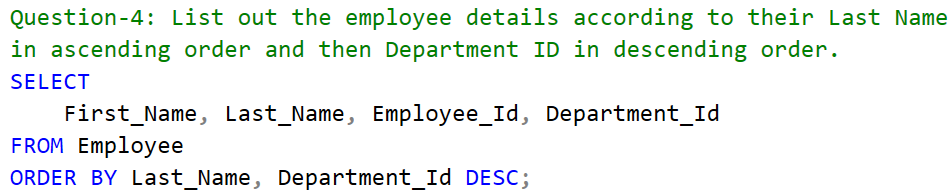 Question-4: List out the employee details according to their Last Name
in ascending order and then Department ID in descending order.
SELECT
    First_Name, Last_Name, Employee_Id, Department_Id
FROM Employee
ORDER BY Last_Name, Department_Id DESC;